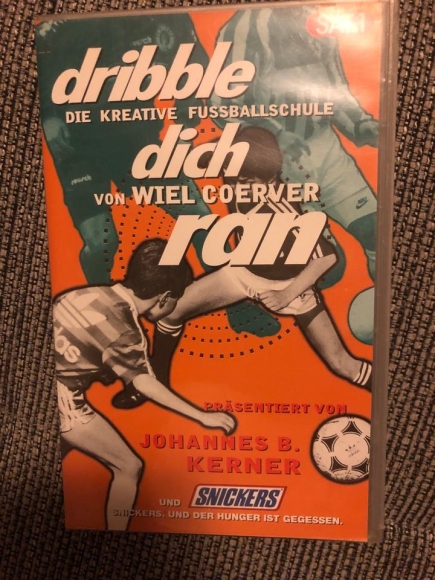 SAT.1
dribble
DIE KREATIVE FUSSBALLSCHULE
dich
VON WIEL COERVER
ran
PRÄSENTIERT VON
JOHANNES B.
KERNER
UND SNICKERS
SNICKERS. UND DER HUNGER IST GEGESSEN.